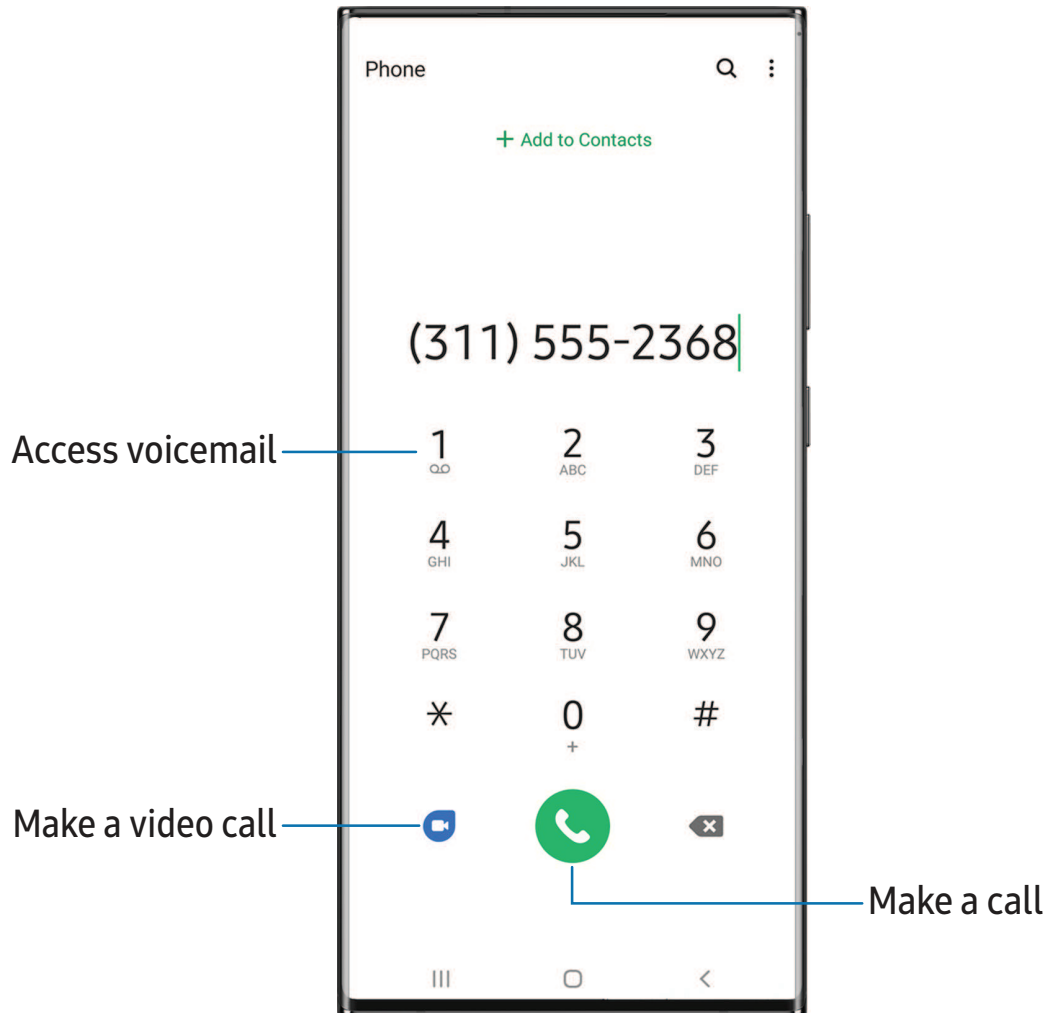 Phone
+ Add to Contacts
(311) 555-2368
Access voicemail
1 2 3
ABC DEF
4 5 6
GHI JKL MNO
7 8 9
PQRS TUV WXYZ
* 0 #
+
Make a video call
Make a call